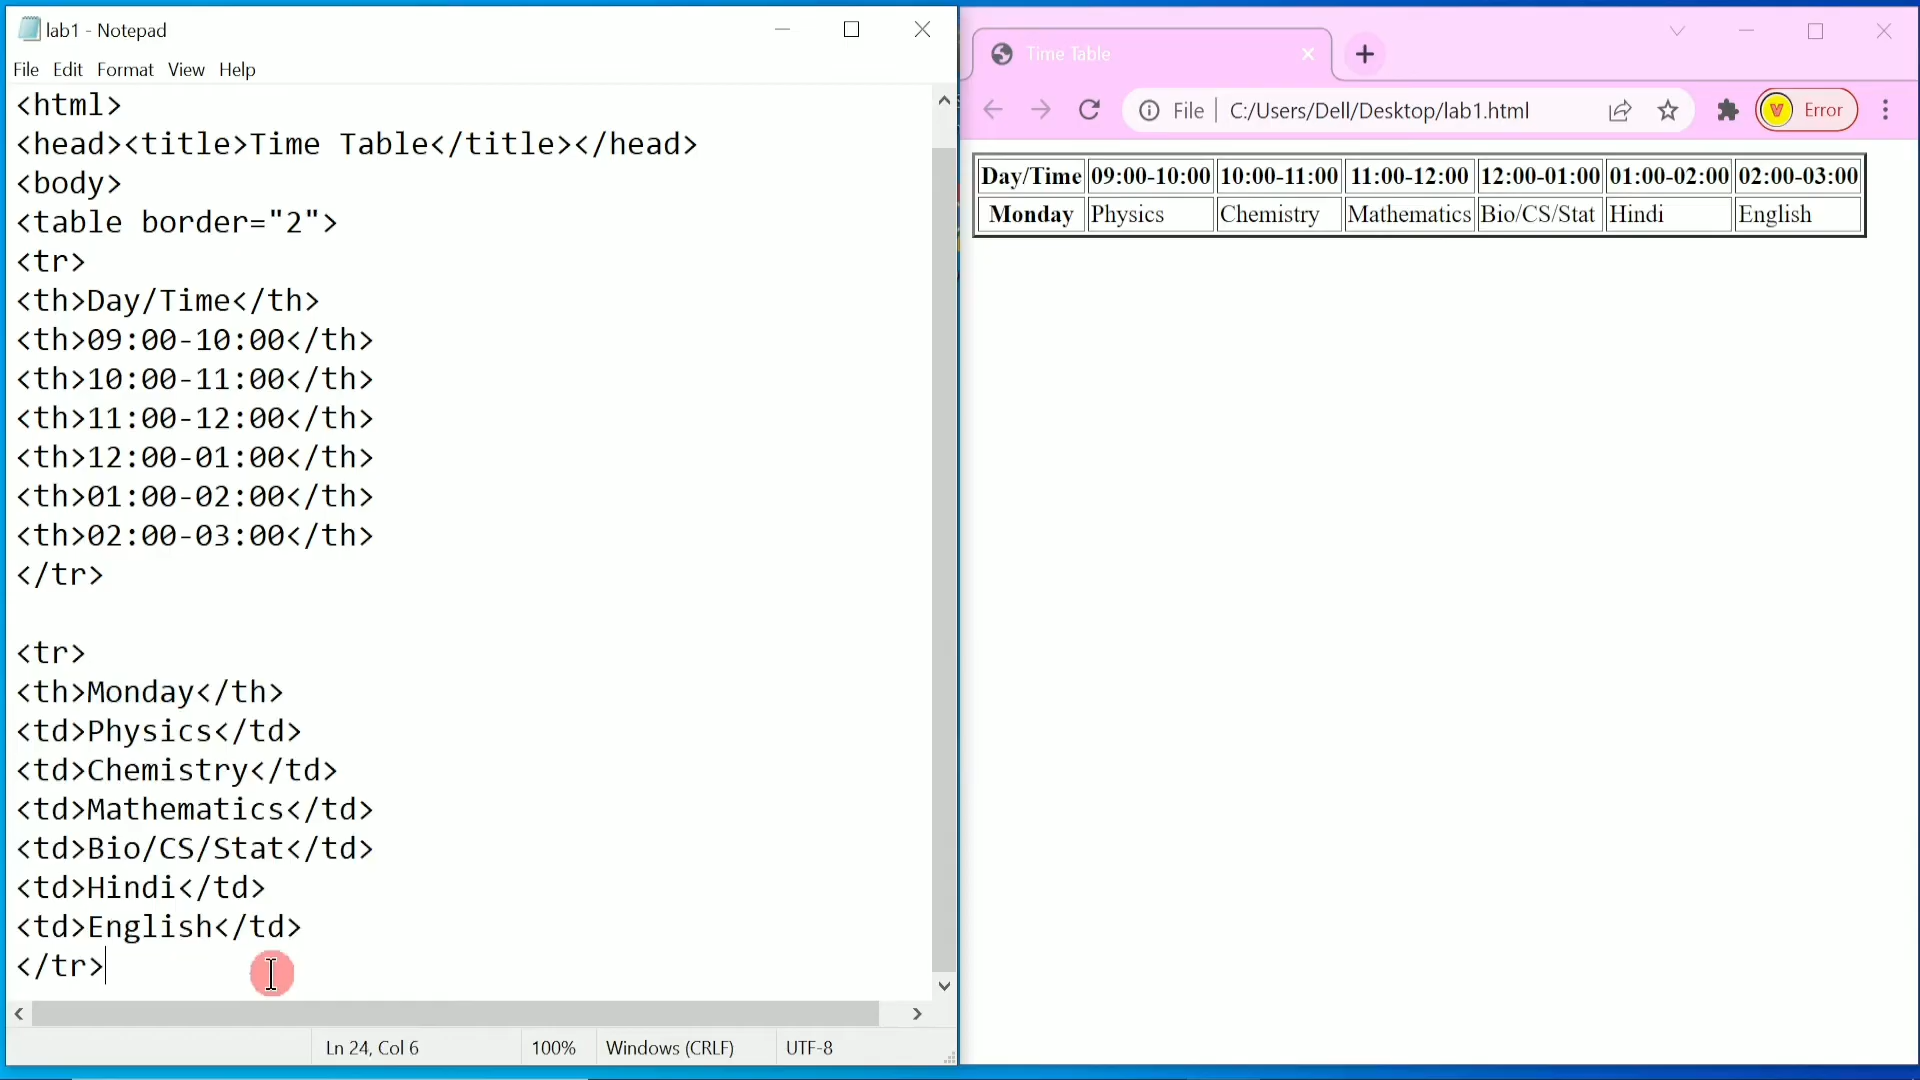 lab1 - Notepad
File Edit Format View Help
<html>
<head><title>Time Table</title></head>
<body>
<table border="2">
<tr>
<th>Day/Time</th>
<th>09:00-10:00</th>
<th>10:00-11:00</th>
<th>11:00-12:00</th>
<th>12:00-01:00</th>
<th>01:00-02:00</th>
<th>02:00-03:00</th>
</tr>
<tr>
<th>Monday</th>
<td>Physics</td>
<td>Chemistry</td>
<td>Mathematics</td>
<td>Bio/CS/Stat</td>
<td>Hindi</td>
<td>English</td>
</tr>
Ln 24, Col 6 100% Windows (CRLF) UTF-8
Time Table
File C:/Users/Dell/Desktop/lab1.html V Error
Day/Time 09:00-10:00 10:00-11:00 11:00-12:00 12:00-01:00 01:00-02:00 02:00-03:00
Monday Physics Chemistry Mathematics Bio/CS/Stat Hindi English